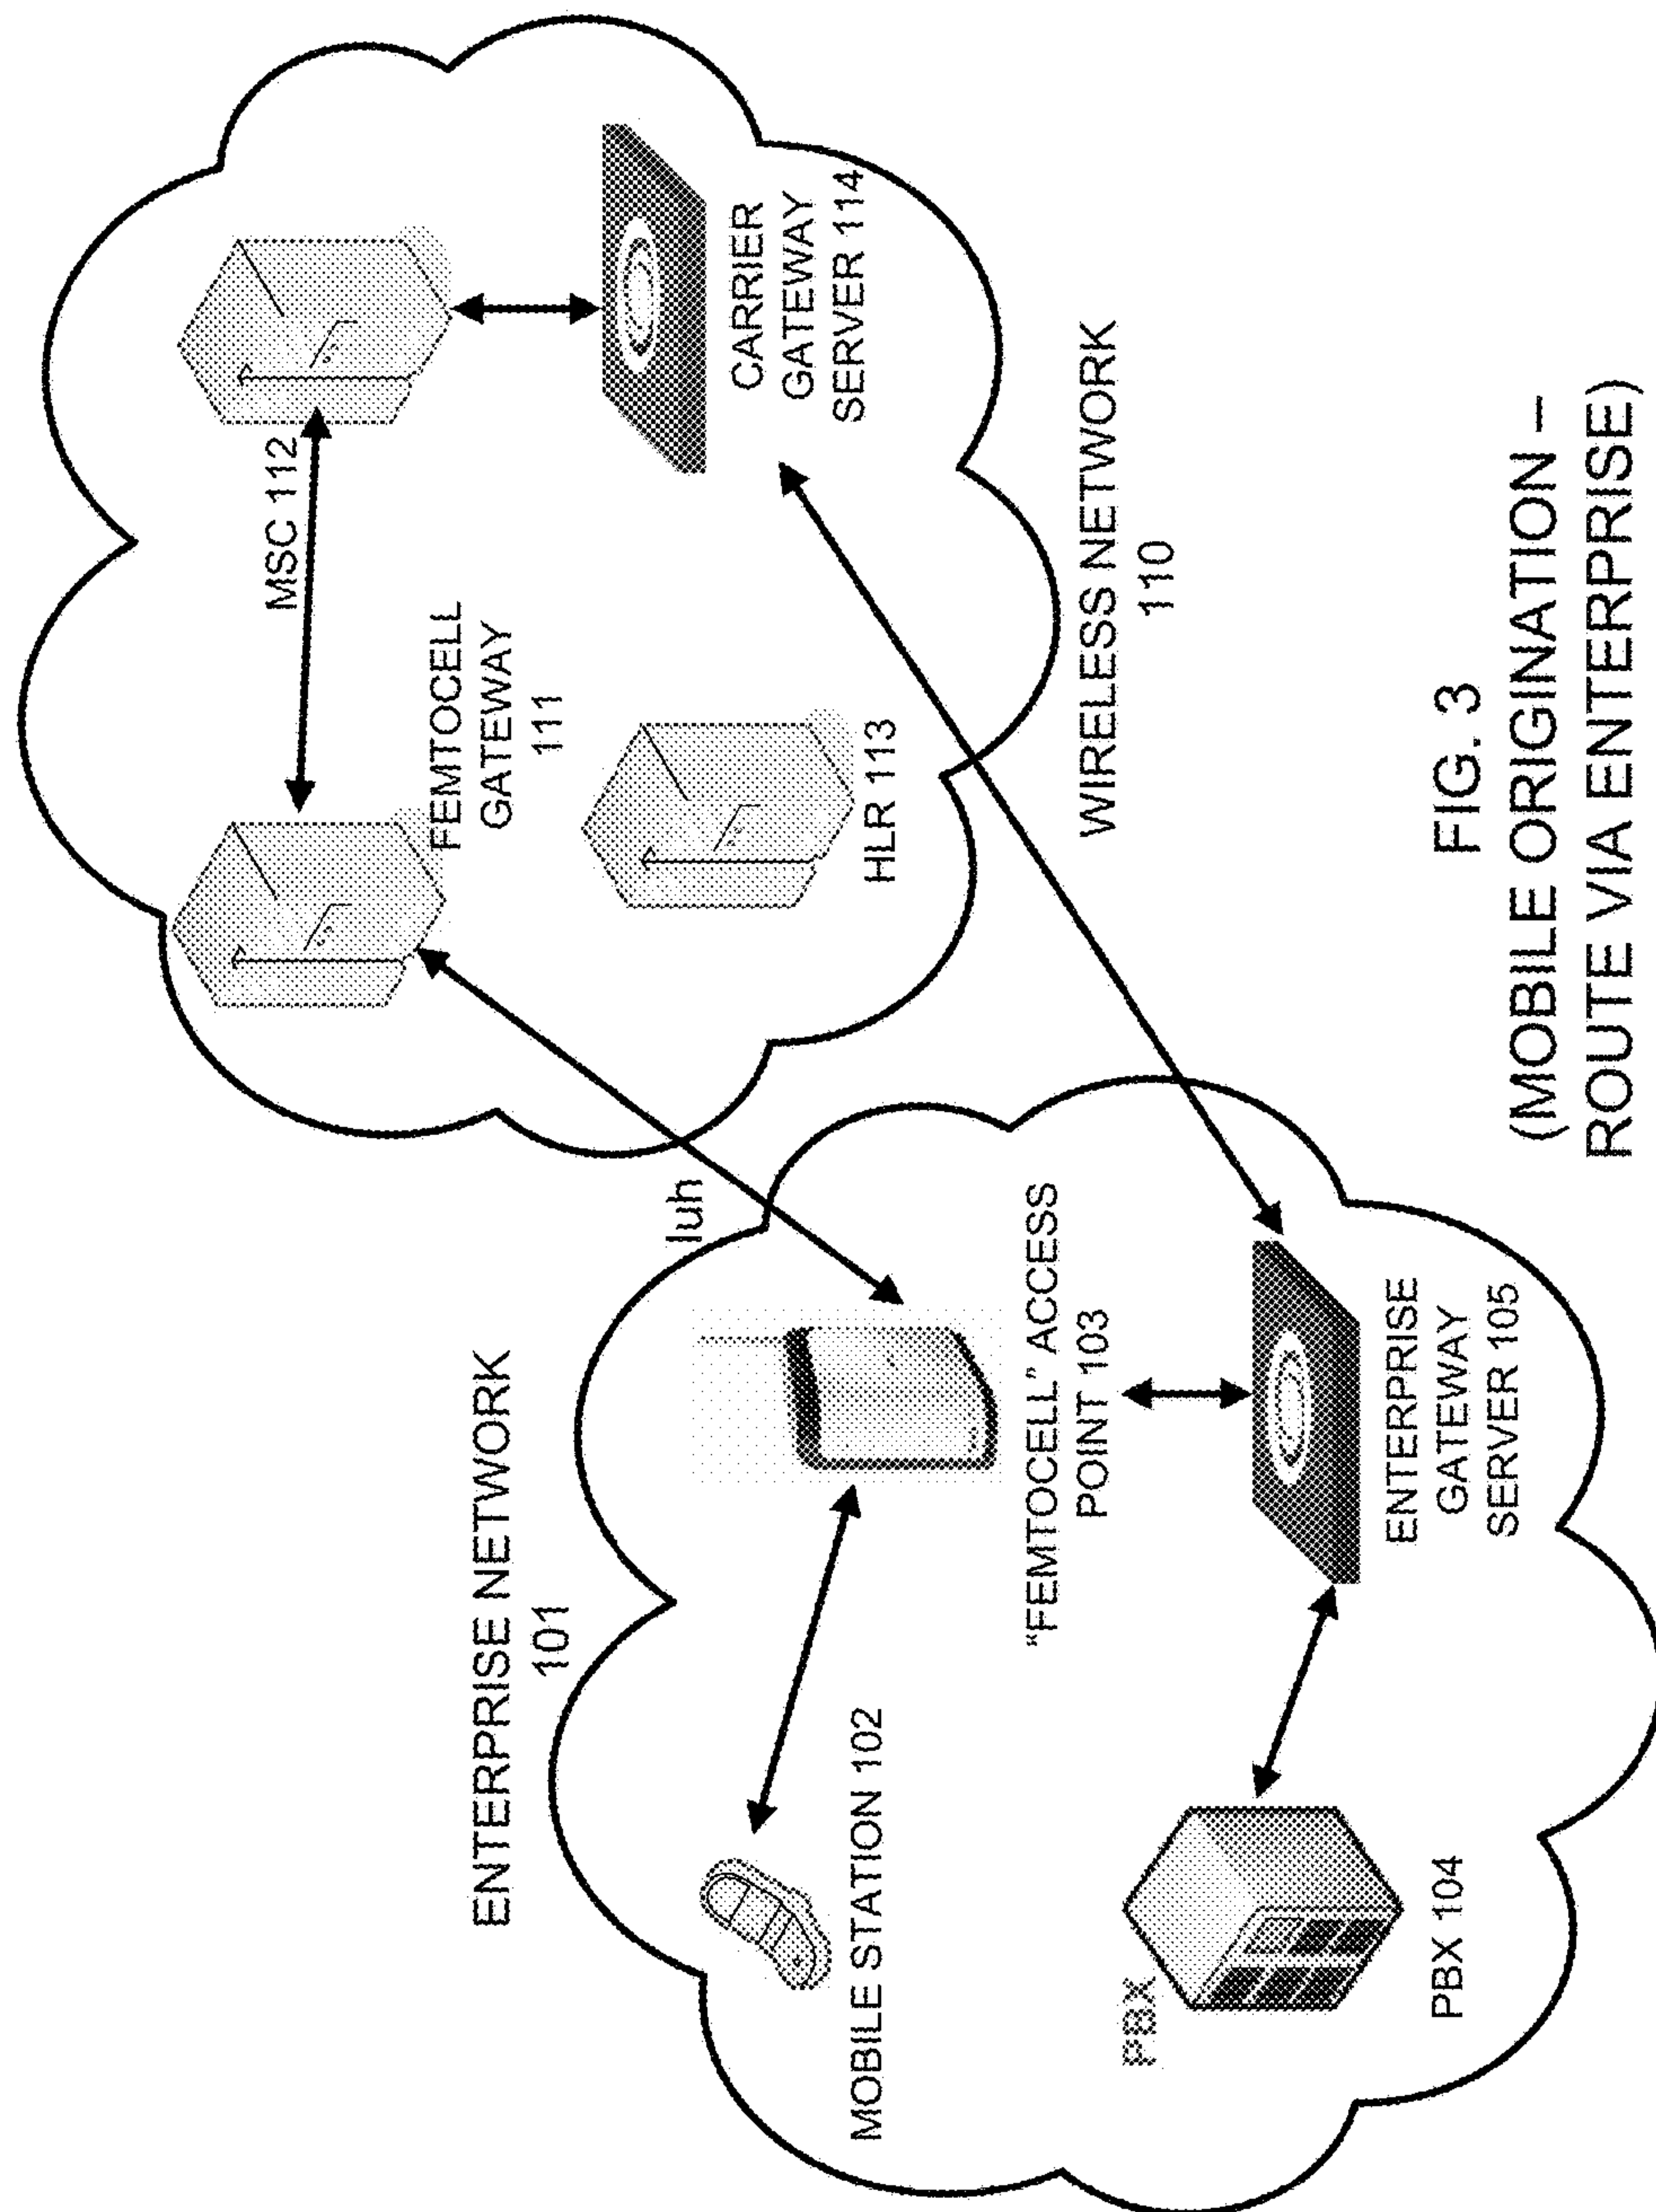 ENTERPRISE NETWORK
101
MOBILE STATION 102
"FEMTOCELL" ACCESS
POINT 103
PBX
PBX 104
ENTERPRISE
GATEWAY
SERVER 105
Iuh
FEMTOCELL
GATEWAY
111
MSC 112
HLR 113
CARRIER
GATEWAY
SERVER 114
WIRELESS NETWORK
110
FIG. 3
(MOBILE ORIGINATION –
ROUTE VIA ENTERPRISE)